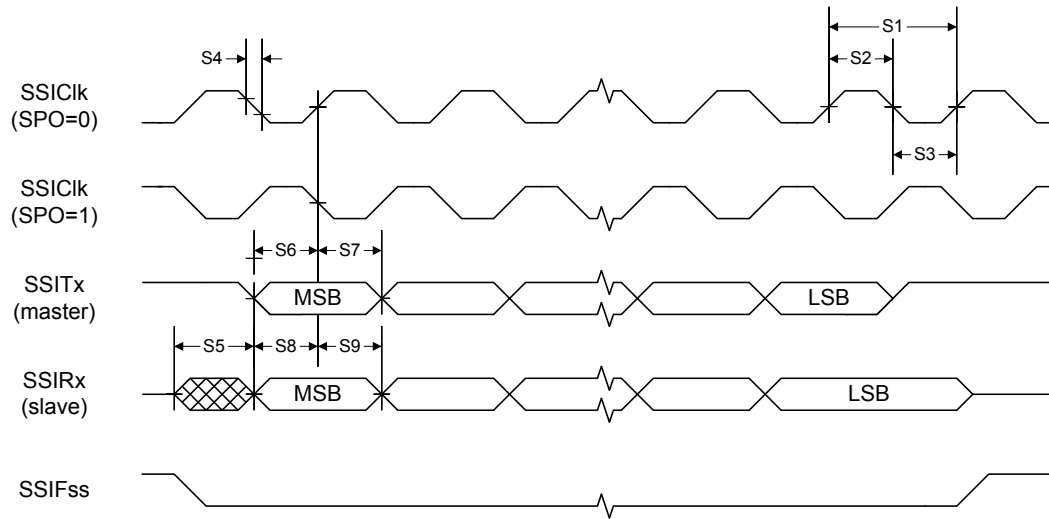 S1
S4
S2
SSIClk
(SPO=0)
S3
SSIClk
(SPO=1)
S6
S7
SSITx
(master)
MSB
LSB
S5
S8
S9
SSIRx
(slave)
MSB
LSB
SSIFss